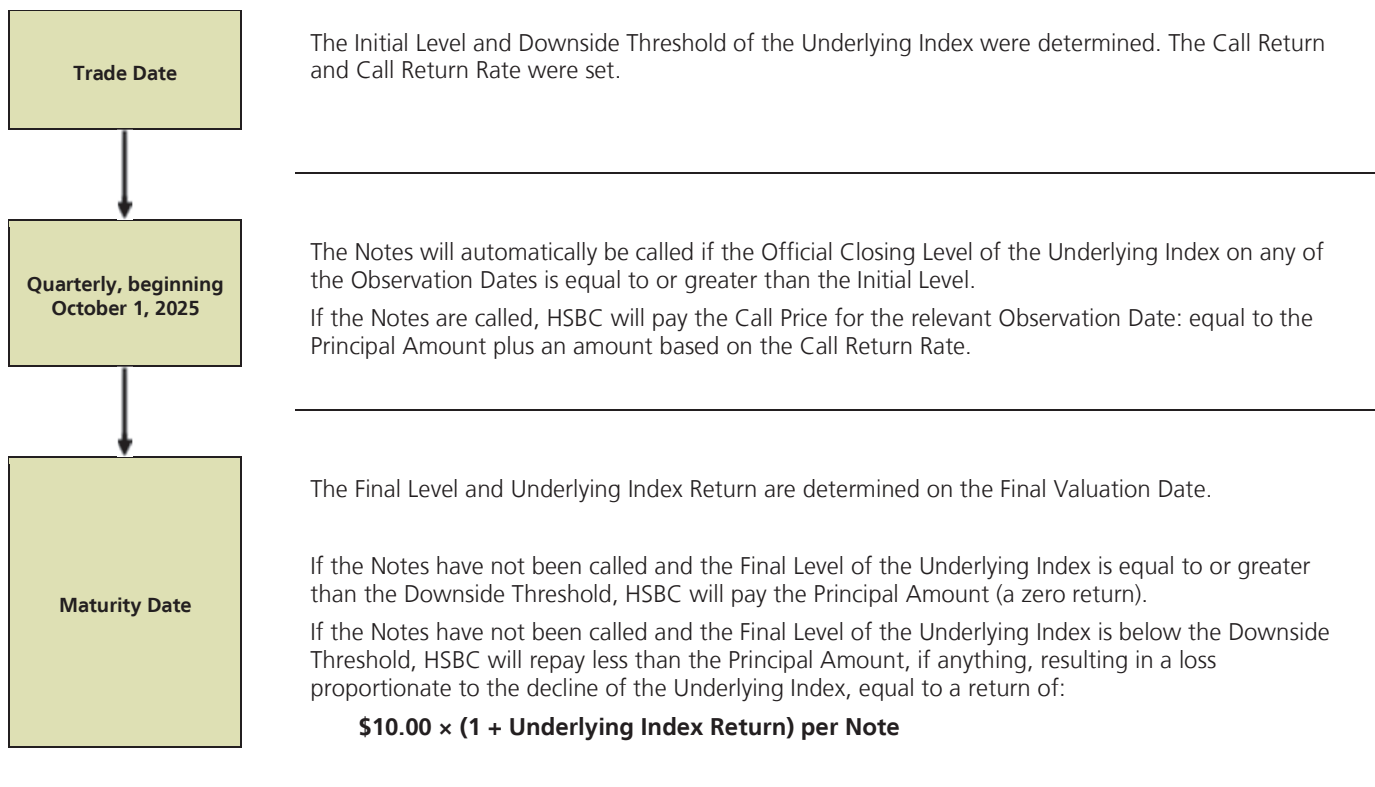 Trade Date
The Initial Level and Downside Threshold of the Underlying Index were determined. The Call Return
and Call Return Rate were set.
Quarterly, beginning
October 1, 2025
The Notes will automatically be called if the Official Closing Level of the Underlying Index on any of
the Observation Dates is equal to or greater than the Initial Level.
If the Notes are called, HSBC will pay the Call Price for the relevant Observation Date: equal to the
Principal Amount plus an amount based on the Call Return Rate.
Maturity Date
The Final Level and Underlying Index Return are determined on the Final Valuation Date.
If the Notes have not been called and the Final Level of the Underlying Index is equal to or greater
than the Downside Threshold, HSBC will pay the Principal Amount (a zero return).
If the Notes have not been called and the Final Level of the Underlying Index is below the Downside
Threshold, HSBC will repay less than the Principal Amount, if anything, resulting in a loss
proportionate to the decline of the Underlying Index, equal to a return of:
$10.00 × (1 + Underlying Index Return) per Note